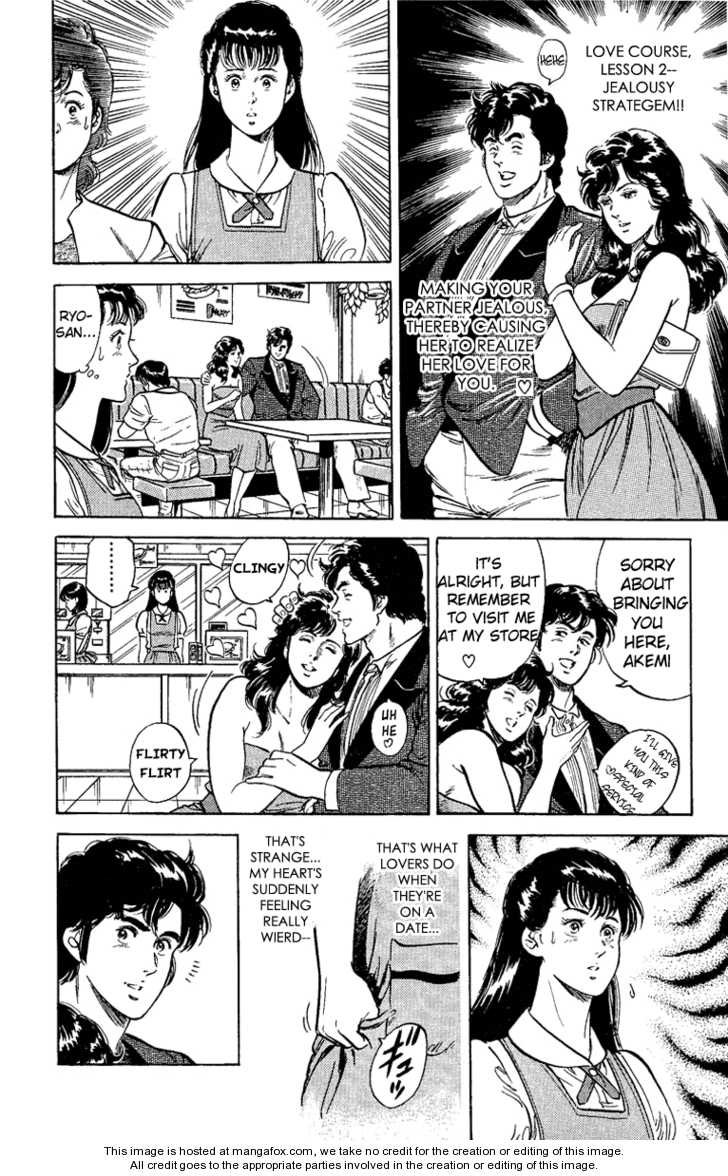 LOVE COURSE,
LESSON 2--
JEALOUSY
STRATEGEM!!
HEHE
MAKING YOUR
PARTNER JEALOUS,
THEREBY CAUSING
HER TO REALIZE
HER LOVE FOR
YOU. ♡
RYO-
SAN...
SORRY
ABOUT
BRINGING
YOU
HERE,
AKEMI
IT'S
ALRIGHT, BUT
REMEMBER
TO VISIT ME
AT MY STORE
♡
I'LL GIVE
YOU THIS
KIND OF
♡SPECIAL
SERVICE
CLINGY
.......
UH
HE
♡
FLIRTY
FLIRT
THAT'S WHAT
LOVERS DO
WHEN
THEY'RE
ON A
DATE...
ギュッ
THAT'S
STRANGE...
MY HEART'S
SUDDENLY
FEELING
REALLY
WIERD--
This image is hosted at mangafox.com, we take no credit for the creation or editing of this image.
All credit goes to the appropriate parties involved in the creation or editing of this image.